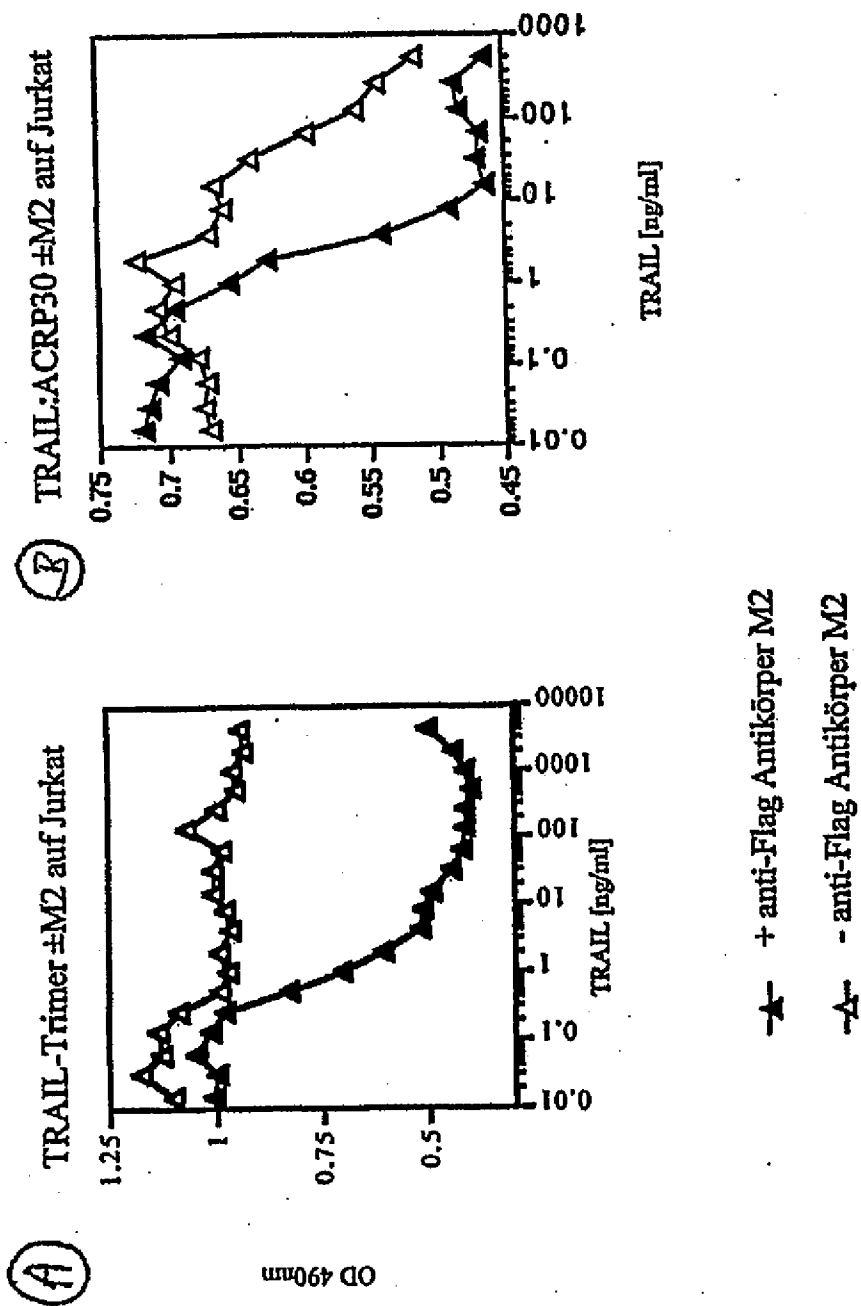 A
TRAIL-Trimer ±M2 auf Jurkat
OD 490nm
1.25
1
0.75
0.5
0.01
0.1
1
10
100
1000
10000
TRAIL [ng/ml]
B
TRAIL:ACRP30 ±M2 auf Jurkat
0.75
0.7
0.65
0.6
0.55
0.5
0.45
0.01
0.1
1
10
100
1000
TRAIL [ng/ml]
+ anti-Flag Antikörper M2
- anti-Flag Antikörper M2